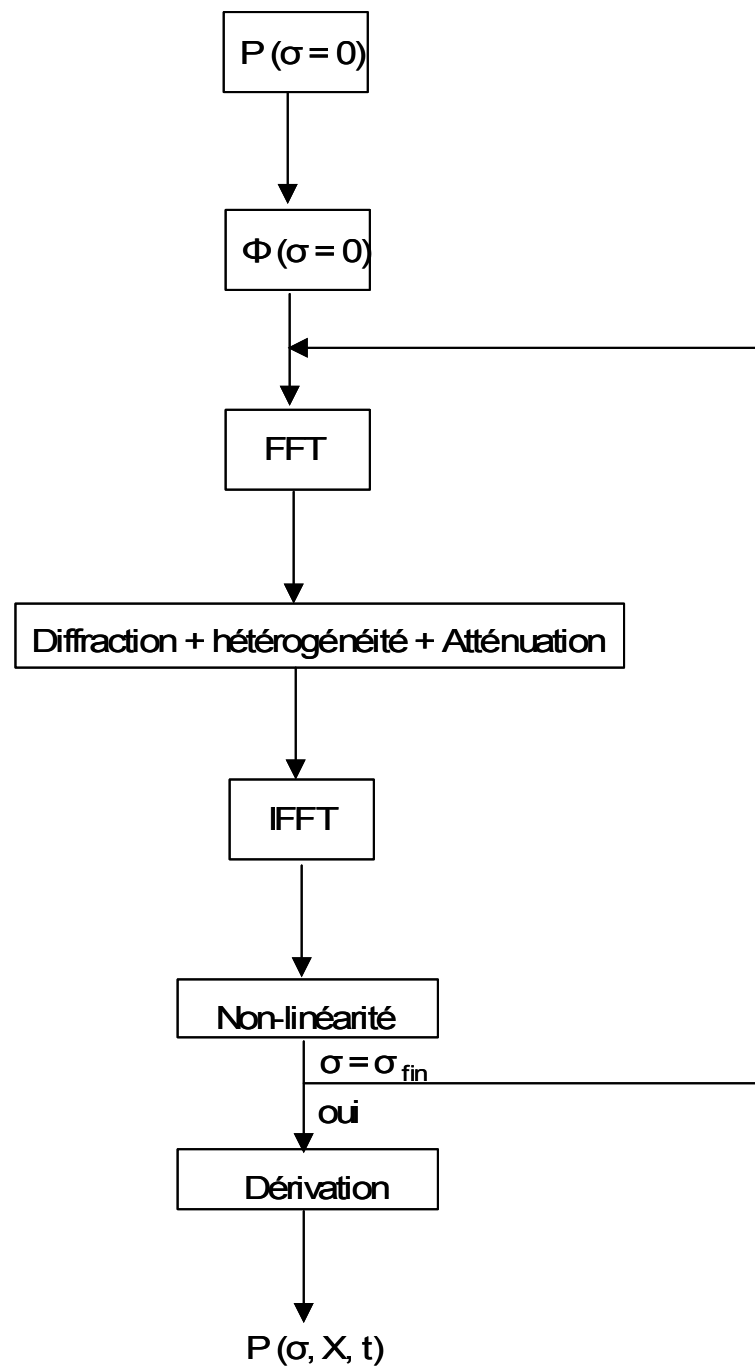 P (σ = 0)
Φ (σ = 0)
FFT
Diffraction + hétérogénéité + Atténuation
IFFT
Non-linéarité
σ = σ fin
oui
Dérivation
P (σ, X, t)